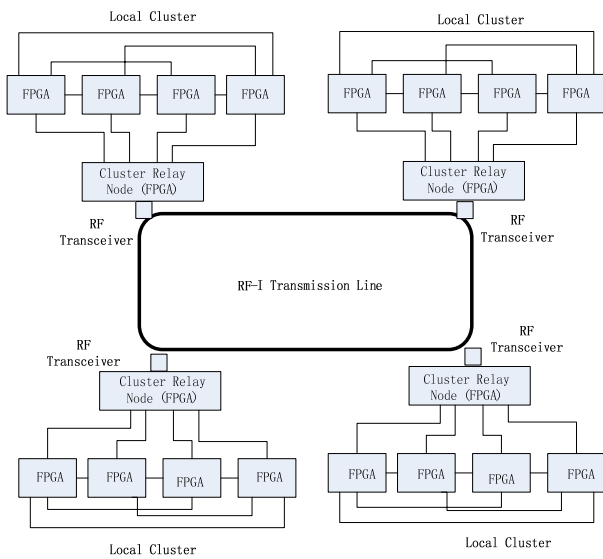 Local Cluster
Local Cluster
FPGA FPGA FPGA FPGA
FPGA FPGA FPGA FPGA
Cluster Relay
Node (FPGA)
Cluster Relay
Node (FPGA)
RF
Transceiver
RF
Transceiver
RF-I Transmission Line
RF
Transceiver
RF
Transceiver
Cluster Relay
Node (FPGA)
Cluster Relay
Node (FPGA)
FPGA FPGA FPGA FPGA
FPGA FPGA FPGA FPGA
Local Cluster
Local Cluster